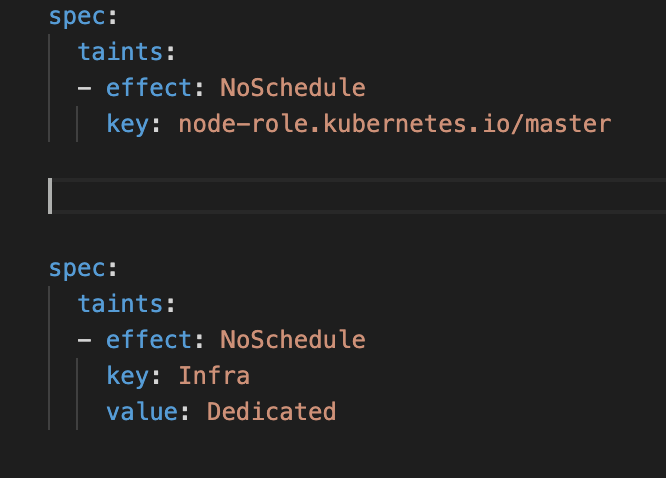 spec:
  taints:
  - effect: NoSchedule
    key: node-role.kubernetes.io/master
spec:
  taints:
  - effect: NoSchedule
    key: Infra
    value: Dedicated